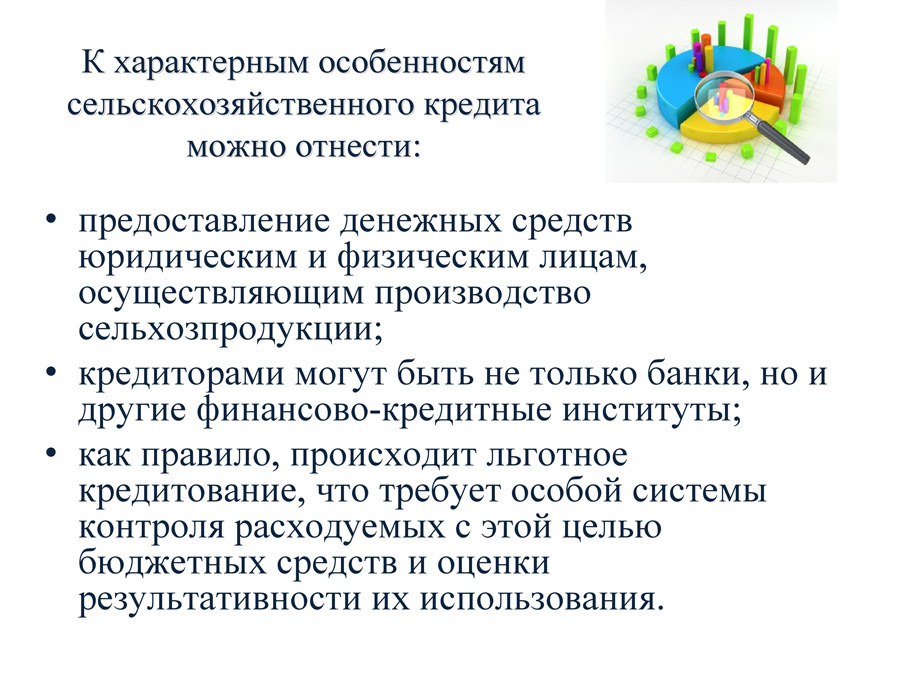 К характерным особенностям
сельскохозяйственного кредита
можно отнести:
• предоставление денежных средств
юридическим и физическим лицам,
осуществляющим производство
сельхозпродукции;
• кредиторами могут быть не только банки, но и
другие финансово-кредитные институты;
• как правило, происходит льготное
кредитование, что требует особой системы
контроля расходуемых с этой целью
бюджетных средств и оценки
результативности их использования.